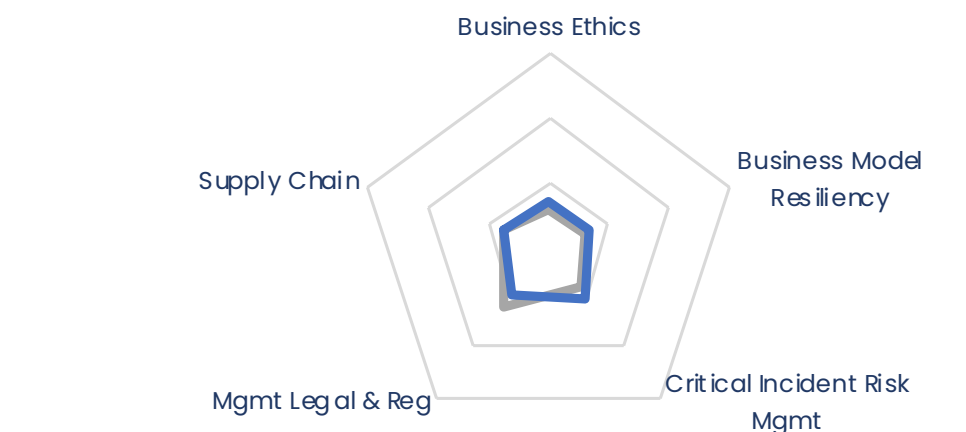 Business Ethics
Business Model
Resiliency
Supply Chain
Critical Incident Risk
Mgmt
Mgmt Legal & Reg